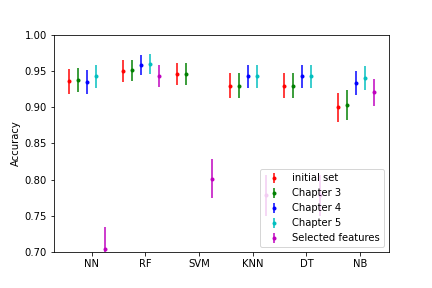 1.00
0.95
0.90
0.85
0.80
0.75
0.70
Accuracy
initial set
Chapter 3
Chapter 4
Chapter 5
Selected features
NN RF SVM KNN DT NB